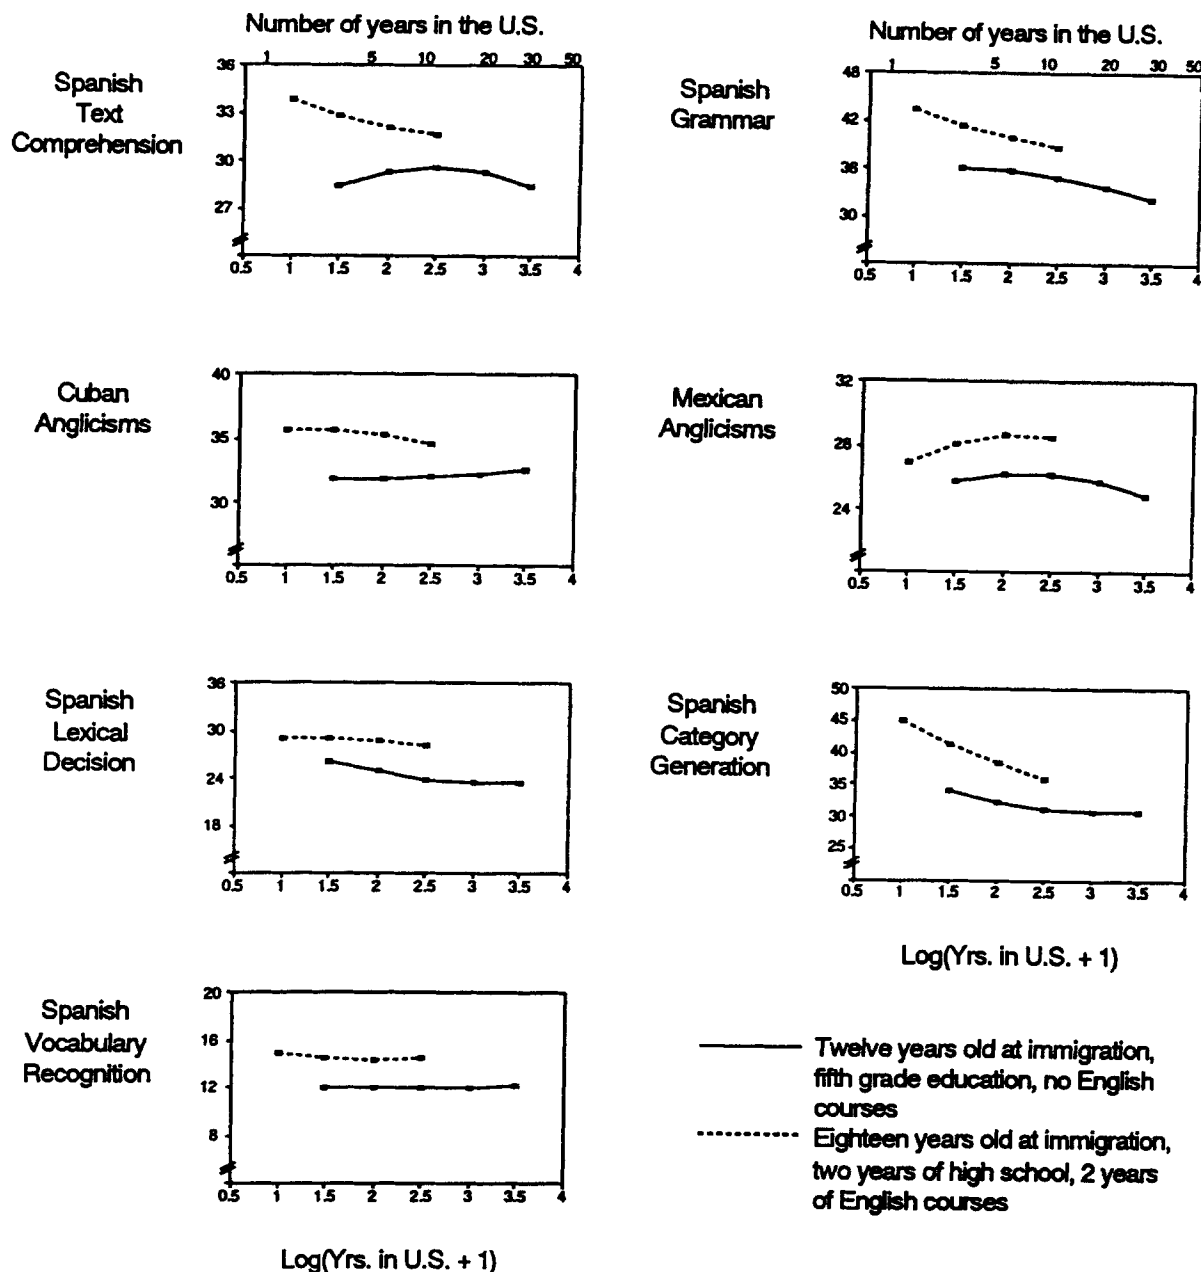 Number of years in the U.S.
1 5 10 20 30 50
Spanish
Text
Comprehension
36
33
30
27
0.5 1 1.5 2 2.5 3 3.5 4
Number of years in the U.S.
1 5 10 20 30 50
Spanish
Grammar
48
42
36
30
0.5 1 1.5 2 2.5 3 3.5 4
Cuban
Anglicisms
40
35
30
0.5 1 1.5 2 2.5 3 3.5 4
Mexican
Anglicisms
32
28
24
0.5 1 1.5 2 2.5 3 3.5 4
Spanish
Lexical
Decision
36
30
24
18
0.5 1 1.5 2 2.5 3 3.5 4
Spanish
Category
Generation
50
45
40
35
30
25
0.5 1 1.5 2 2.5 3 3.5 4
Log(Yrs. in U.S. + 1)
Spanish
Vocabulary
Recognition
20
16
12
8
0.5 1 1.5 2 2.5 3 3.5 4
Log(Yrs. in U.S. + 1)
Twelve years old at immigration,
fifth grade education, no English
courses
Eighteen years old at immigration,
two years of high school, 2 years
of English courses